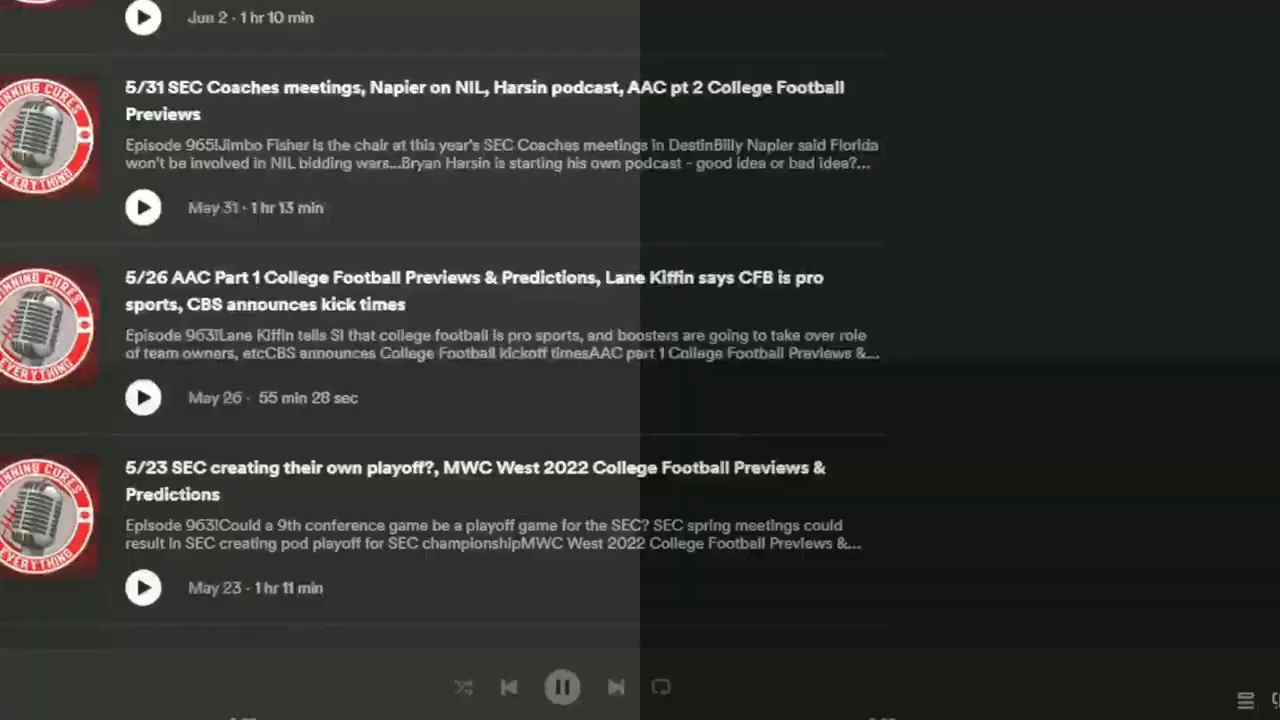 Jun 2 · 1 hr 10 min
WINNING CURES
EVERYTHING
5/31 SEC Coaches meetings, Napier on NIL, Harsin podcast, AAC pt 2 College Football
Previews
Episode 965!Jimbo Fisher is the chair at this year's SEC Coaches meetings in DestinBilly Napier said Florida
won't be involved in NIL bidding wars...Bryan Harsin is starting his own podcast - good idea or bad idea?...
May 31 · 1 hr 13 min
WINNING CURES
EVERYTHING
5/26 AAC Part 1 College Football Previews & Predictions, Lane Kiffin says CFB is pro
sports, CBS announces kick times
Episode 963!Lane Kiffin tells SI that college football is pro sports, and boosters are going to take over role
of team owners, etcCBS announces College Football kickoff timesAAC part 1 College Football Previews &...
May 26 · 55 min 28 sec
WINNING CURES
EVERYTHING
5/23 SEC creating their own playoff?, MWC West 2022 College Football Previews &
Predictions
Episode 963!Could a 9th conference game be a playoff game for the SEC? SEC spring meetings could
result in SEC creating pod playoff for SEC championshipMWC West 2022 College Football Previews &...
May 23 · 1 hr 11 min